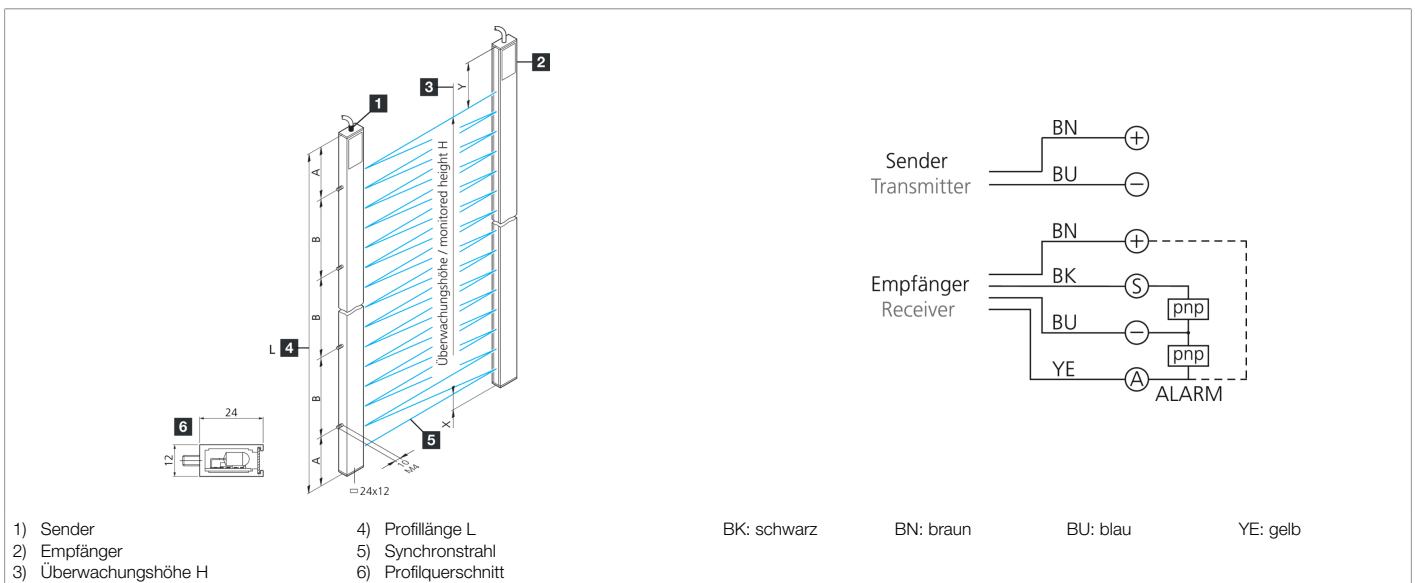 1
2
3
Y
A
B
B
B
A
L 4
Überwachungshöhe / monitored height H
X
5
6
24
12
10
M4
24x12
Sender
Transmitter
BN
+
BU
−
Empfänger
Receiver
BN
+
BK
S
pnp
BU
−
pnp
YE
A
ALARM
1) Sender
2) Empfänger
3) Überwachungshöhe H
4) Profillänge L
5) Synchronstrahl
6) Profilquerschnitt
BK: schwarz BN: braun BU: blau YE: gelb